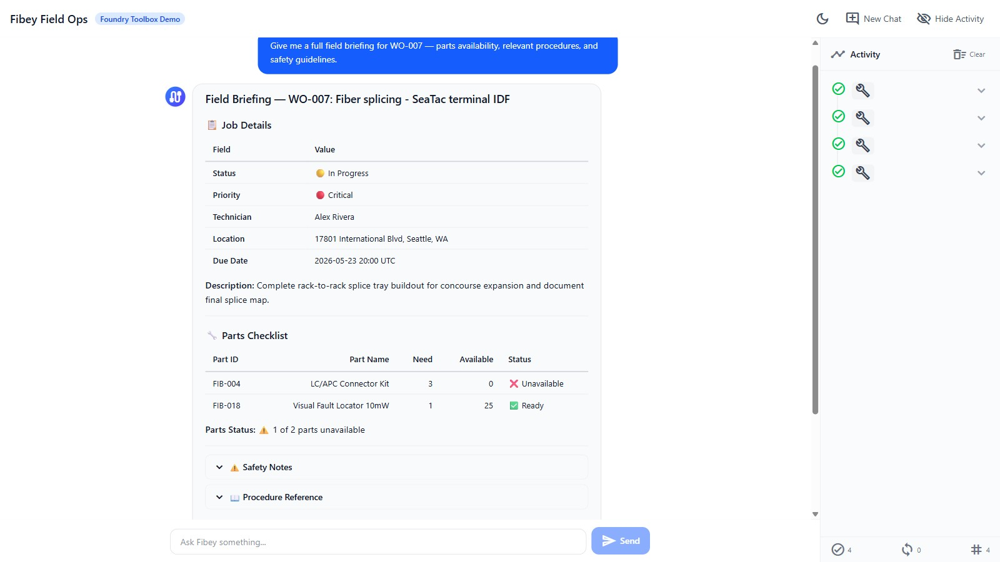 Fibey Field Ops Foundry Toolbox Demo New Chat Hide Activity
Give me a full field briefing for WO-007 — parts availability, relevant procedures, and
safety guidelines.
Field Briefing — WO-007: Fiber splicing - SeaTac terminal IDF
📋 Job Details
Field Value
Status 🟡 In Progress
Priority 🔴 Critical
Technician Alex Rivera
Location 17801 International Blvd, Seattle, WA
Due Date 2026-05-23 20:00 UTC
Description: Complete rack-to-rack splice tray buildout for concourse expansion and document
final splice map.
🔧 Parts Checklist
Part ID Part Name Need Available Status
FIB-004 LC/APC Connector Kit 3 0 ❌ Unavailable
FIB-018 Visual Fault Locator 10mW 1 25 ✅ Ready
Parts Status: ⚠️ 1 of 2 parts unavailable
⚠️ Safety Notes
📖 Procedure Reference
Ask Fibey something...
Send
Activity Clear
4 0 4